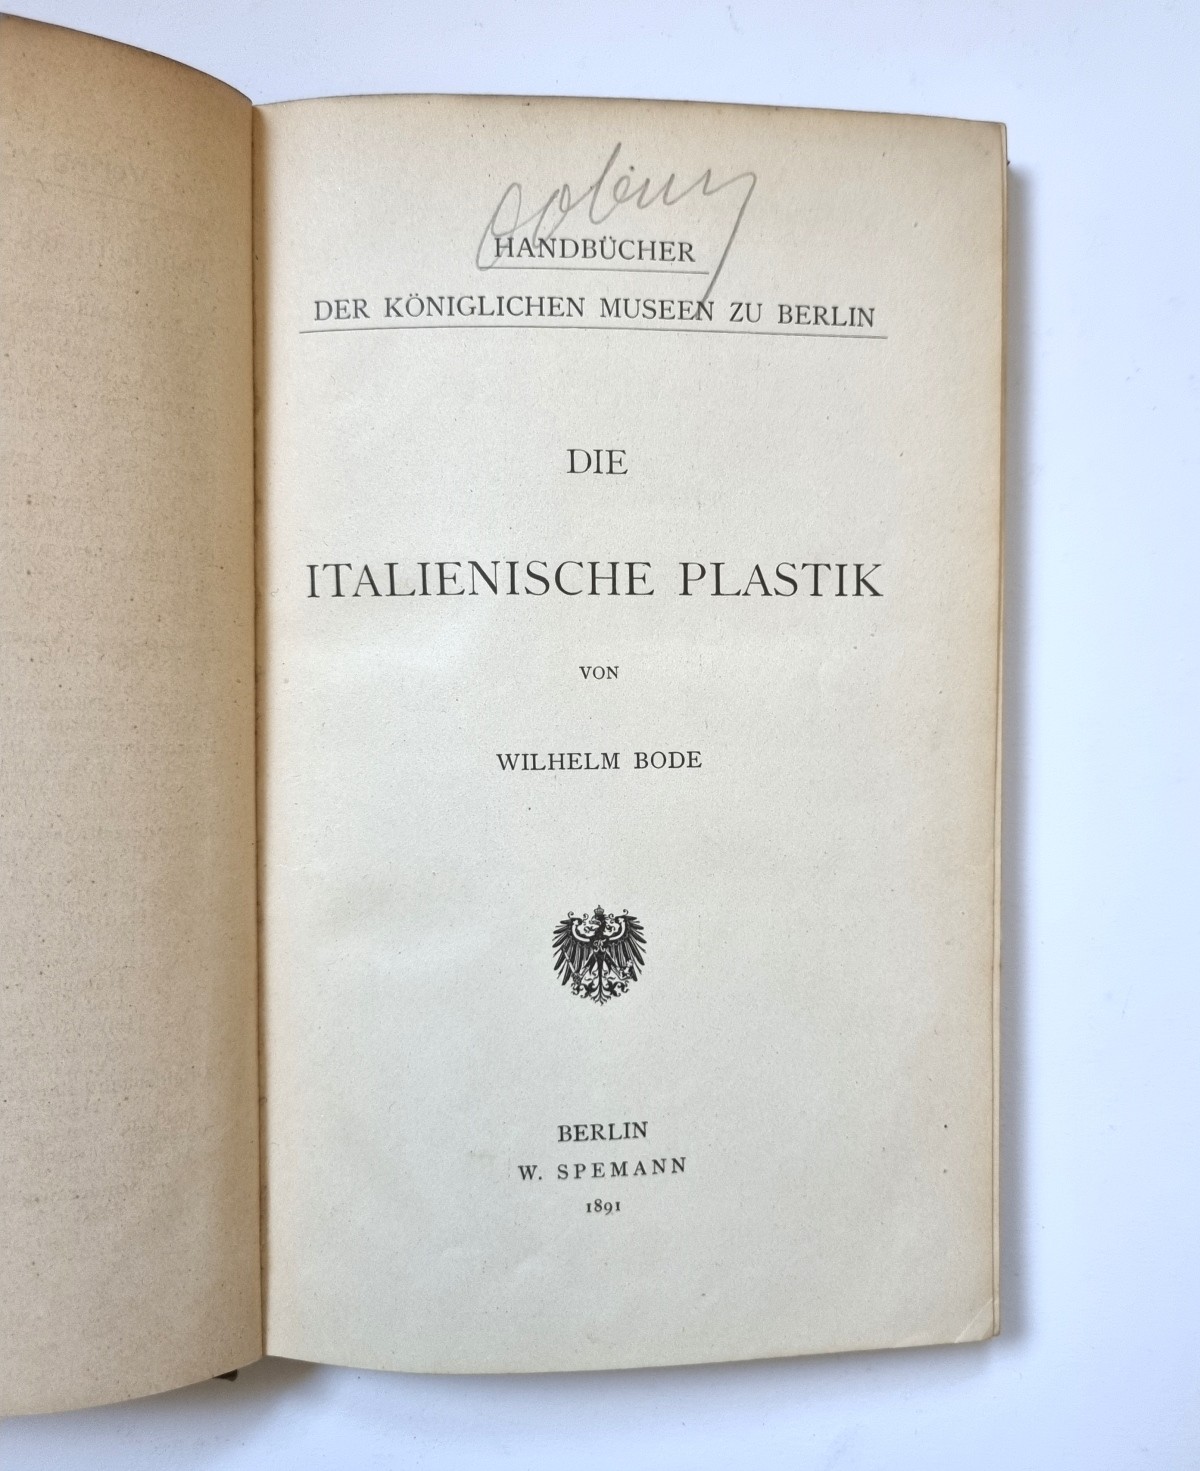 HANDBÜCHER
DER KÖNIGLICHEN MUSEEN ZU BERLIN
DIE
ITALIENISCHE PLASTIK
VON
WILHELM BODE
BERLIN
W. SPEMANN
1891